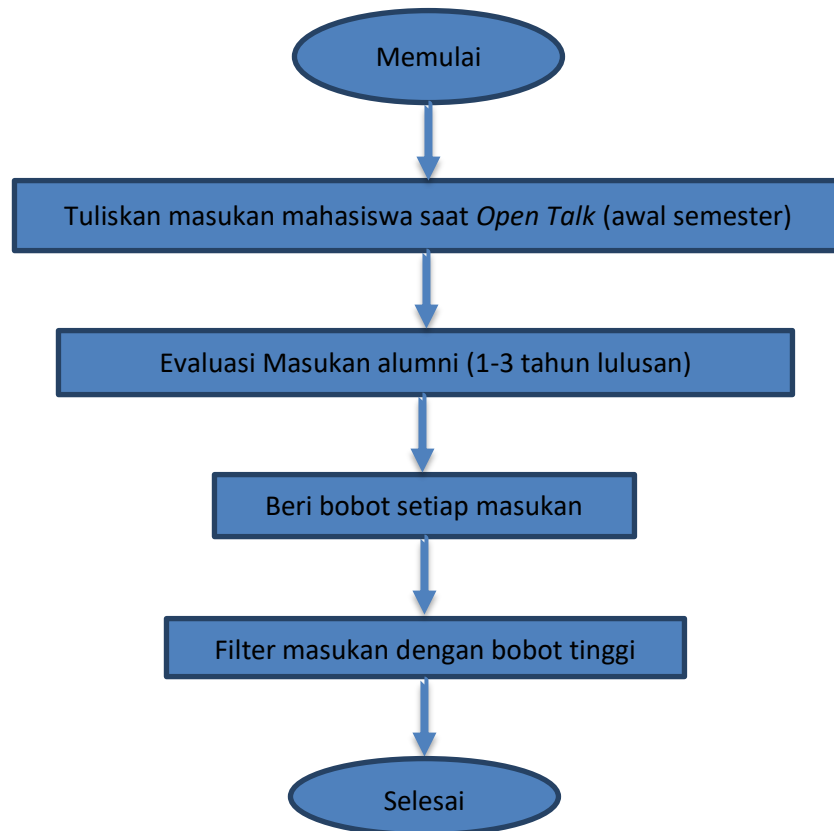 Memulai
Tuliskan masukan mahasiswa saat Open Talk (awal semester)
Evaluasi Masukan alumni (1-3 tahun lulusan)
Beri bobot setiap masukan
Filter masukan dengan bobot tinggi
Selesai